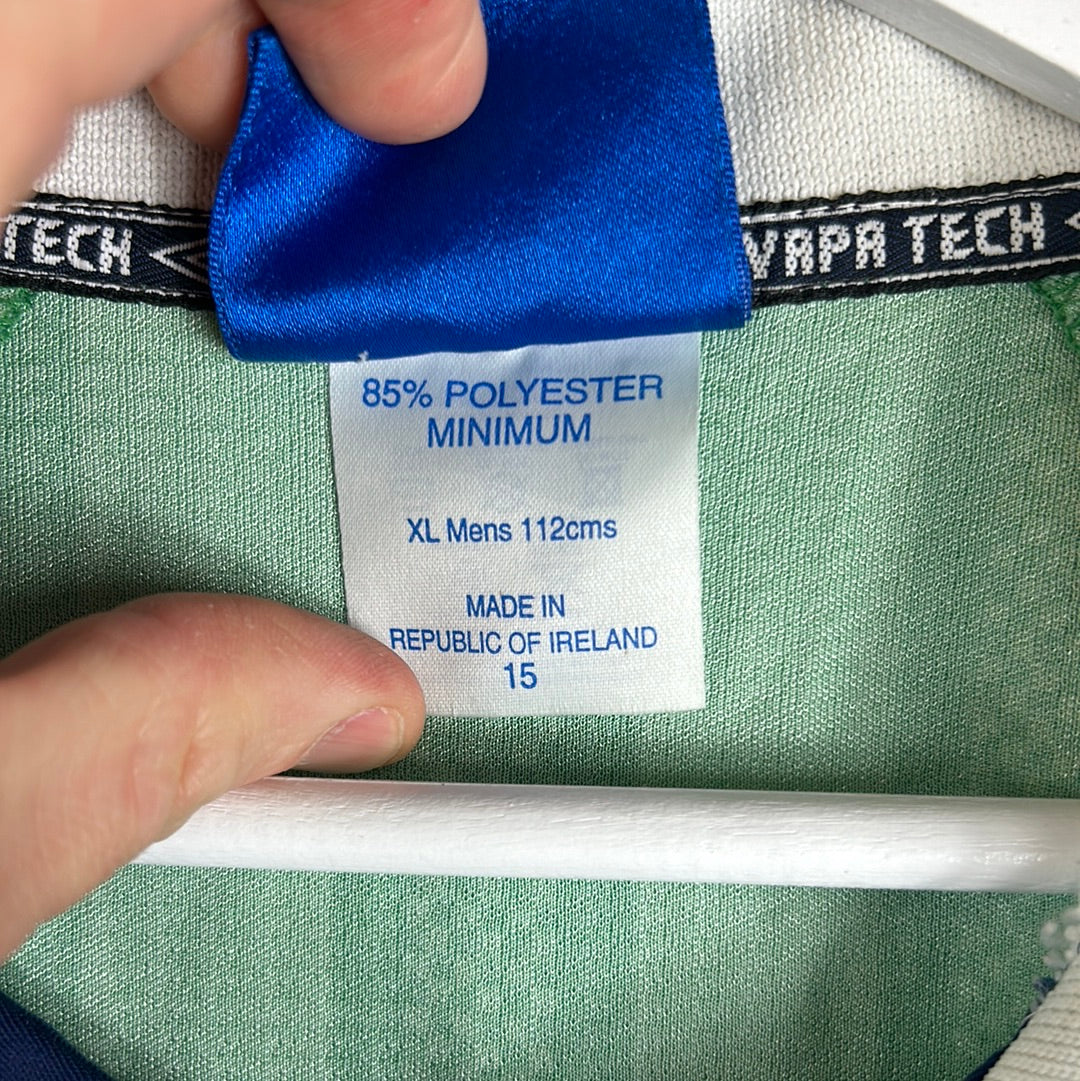 TECH
VAPA TECH
85% POLYESTER
MINIMUM
XL Mens 112cms
MADE IN
REPUBLIC OF IRELAND
15